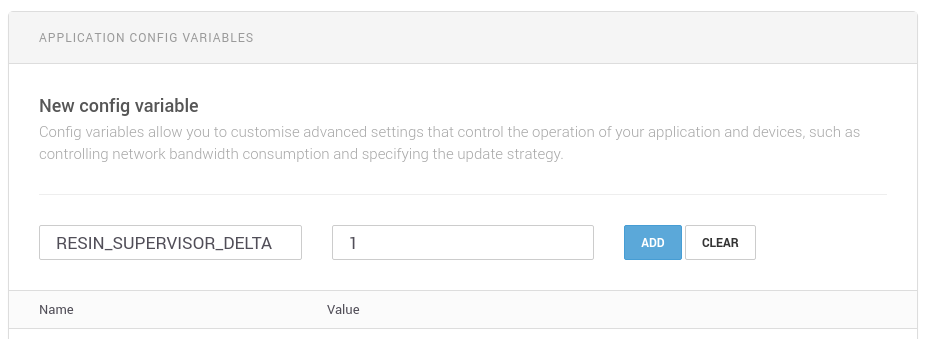 APPLICATION CONFIG VARIABLES
New config variable
Config variables allow you to customise advanced settings that control the operation of your application and devices, such as
controlling network bandwidth consumption and specifying the update strategy.
RESIN_SUPERVISOR_DELTA 1 ADD CLEAR
Name Value